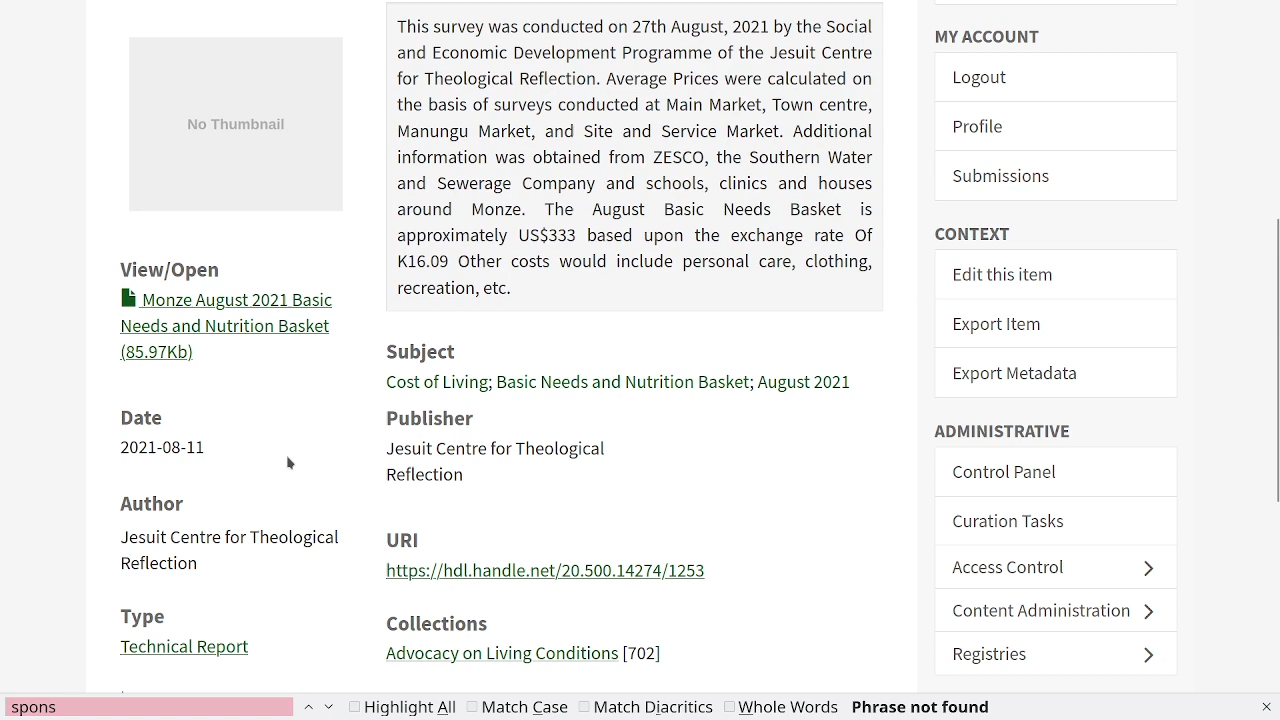 This survey was conducted on 27th August, 2021 by the Social
and Economic Development Programme of the Jesuit Centre
for Theological Reflection. Average Prices were calculated on
the basis of surveys conducted at Main Market, Town centre,
Manungu Market, and Site and Service Market. Additional
information was obtained from ZESCO, the Southern Water
and Sewerage Company and schools, clinics and houses
around Monze. The August Basic Needs Basket is
approximately US$333 based upon the exchange rate Of
K16.09 Other costs would include personal care, clothing,
recreation, etc.
No Thumbnail
View/Open
Monze August 2021 Basic
Needs and Nutrition Basket
(85.97Kb)
Date
2021-08-11
Author
Jesuit Centre for Theological
Reflection
Type
Technical Report
Subject
Cost of Living; Basic Needs and Nutrition Basket; August 2021
Publisher
Jesuit Centre for Theological
Reflection
URI
https://hdl.handle.net/20.500.14274/1253
Collections
Advocacy on Living Conditions [702]
MY ACCOUNT
Logout
Profile
Submissions
CONTEXT
Edit this item
Export Item
Export Metadata
ADMINISTRATIVE
Control Panel
Curation Tasks
Access Control
Content Administration
Registries
spons
Highlight All
Match Case
Match Diacritics
Whole Words
Phrase not found